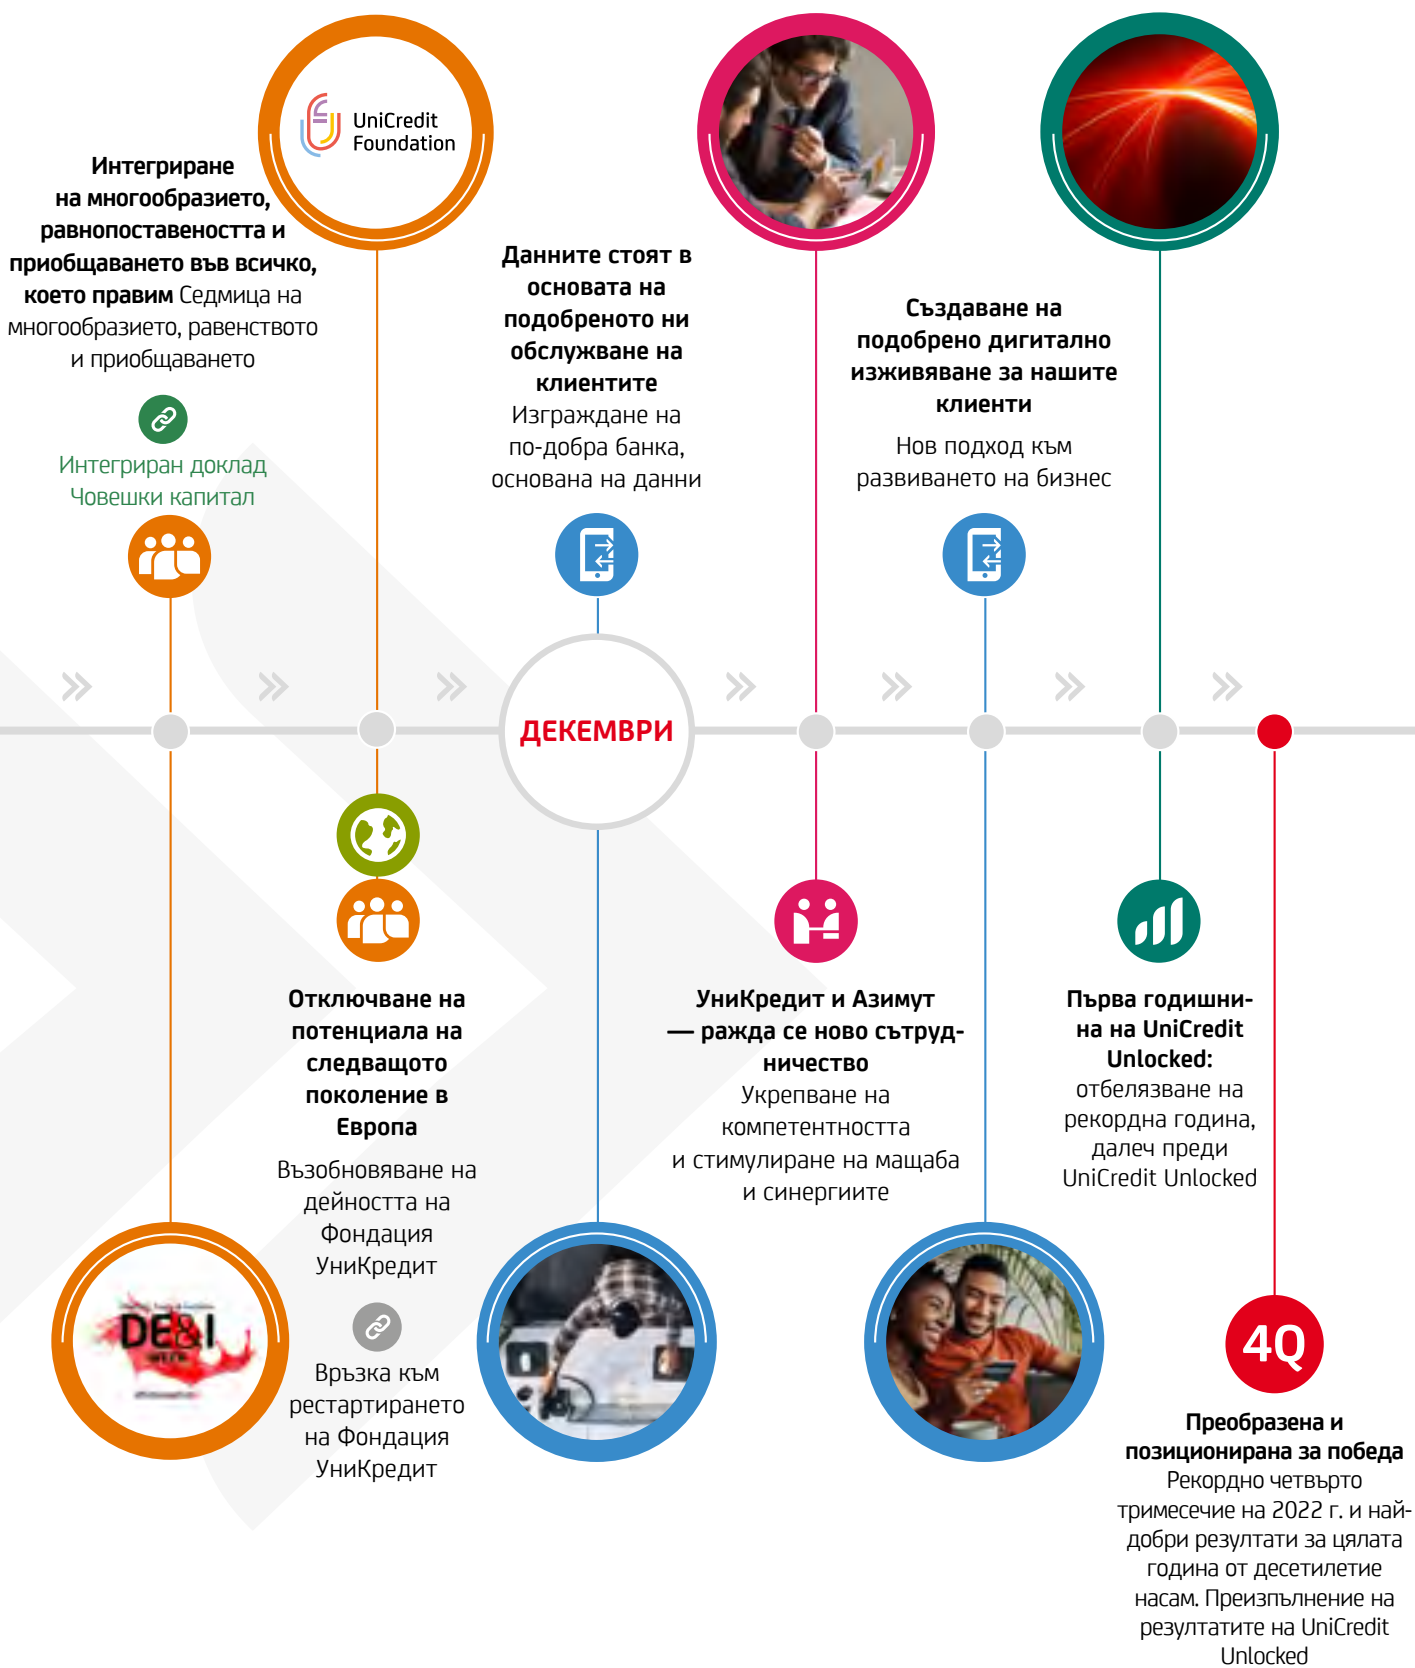 UniCredit
Foundation
Интегриране
на многообразието,
равнопоставеността и
приобщаването във всичко,
което правим Седмица на
многообразието, равенството
и приобщаването
Интегриран доклад
Човешки капитал
Данните стоят в
основата на
подобреното ни
обслужване на
клиентите
Изграждане на
по-добра банка,
основана на данни
Създаване на
подобрено дигитално
изживяване за нашите
клиенти
Нов подход към
развиването на бизнес
ДЕКЕМВРИ
Отключване на
потенциала на
следващото
поколение в
Европа
Възобновяване на
дейността на
Фондация
УниКредит
Връзка към
рестартирането
на Фондация
УниКредит
УниКредит и Азимут
— ражда се ново сътруд-
ничество
Укрепване на
компетентността
и стимулиране на мащаба
и синергиите
Първа годишни-
на на UniCredit
Unlocked:
отбелязване на
рекордна година,
далеч преди
UniCredit Unlocked
DE&I
4Q
Преобразена и
позиционирана за победа
Рекордно четвърто
тримесечие на 2022 г. и най-
добри резултати за цялата
година от десетилетие
насам. Преизпълнение на
резултатите на UniCredit
Unlocked